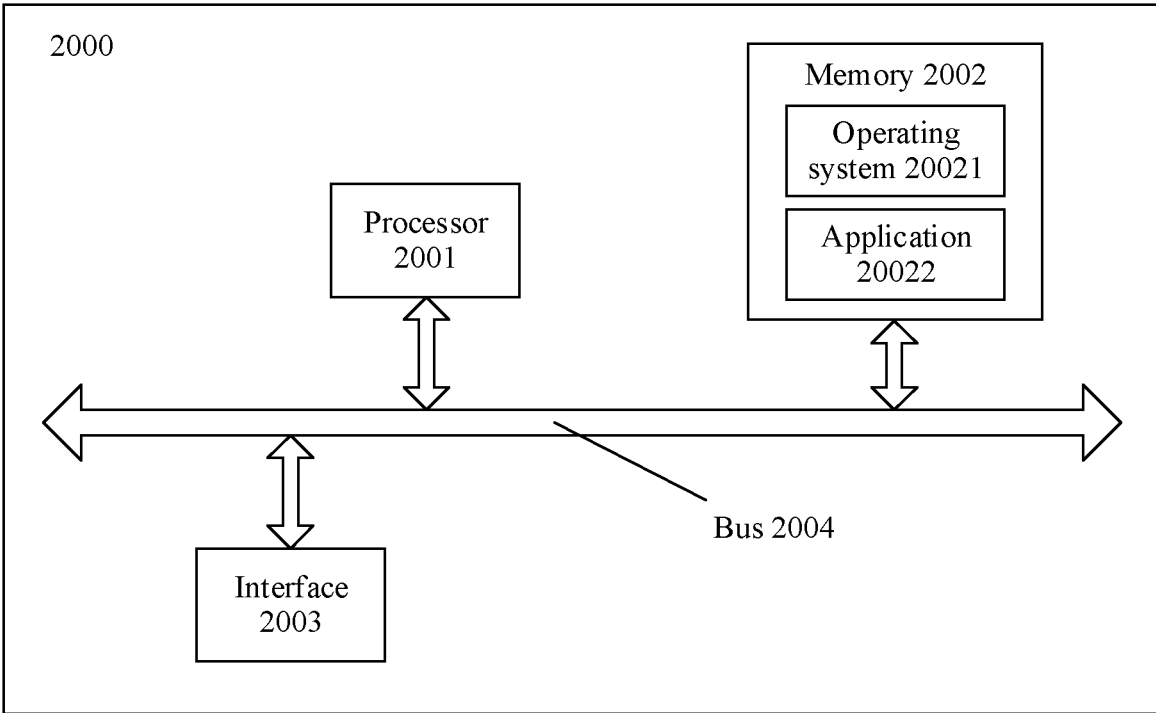 2000
Memory 2002
Operating
system 20021
Application
20022
Processor
2001
Bus 2004
Interface
2003